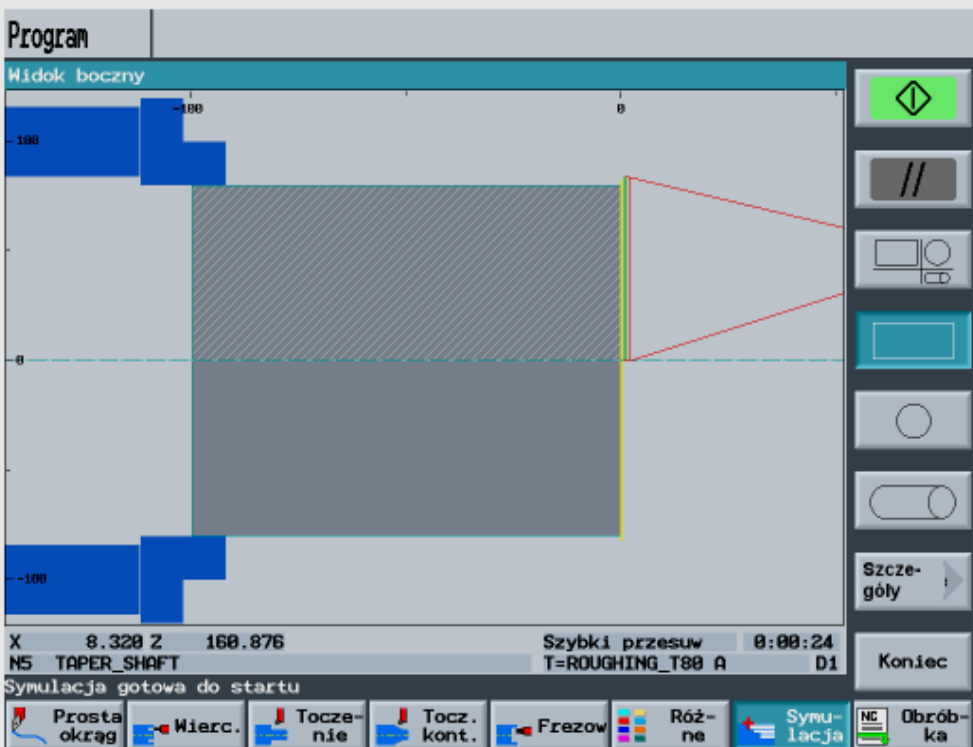 Program
Widok boczny
-100
0
100
0
-100
X 8.320 Z 160.876 Szybki przesuw 0:00:24
N5 TAPER_SHAFT T=ROUGHING_T80 A D1
Symulacja gotowa do startu
//
Szcze-
góły
Koniec
Prosta
okrąg
Wierc.
Tocze-
nie
Tocz.
kont.
Frezow
Róż-
ne
Symu-
lacja
NC
Obrób-
ka